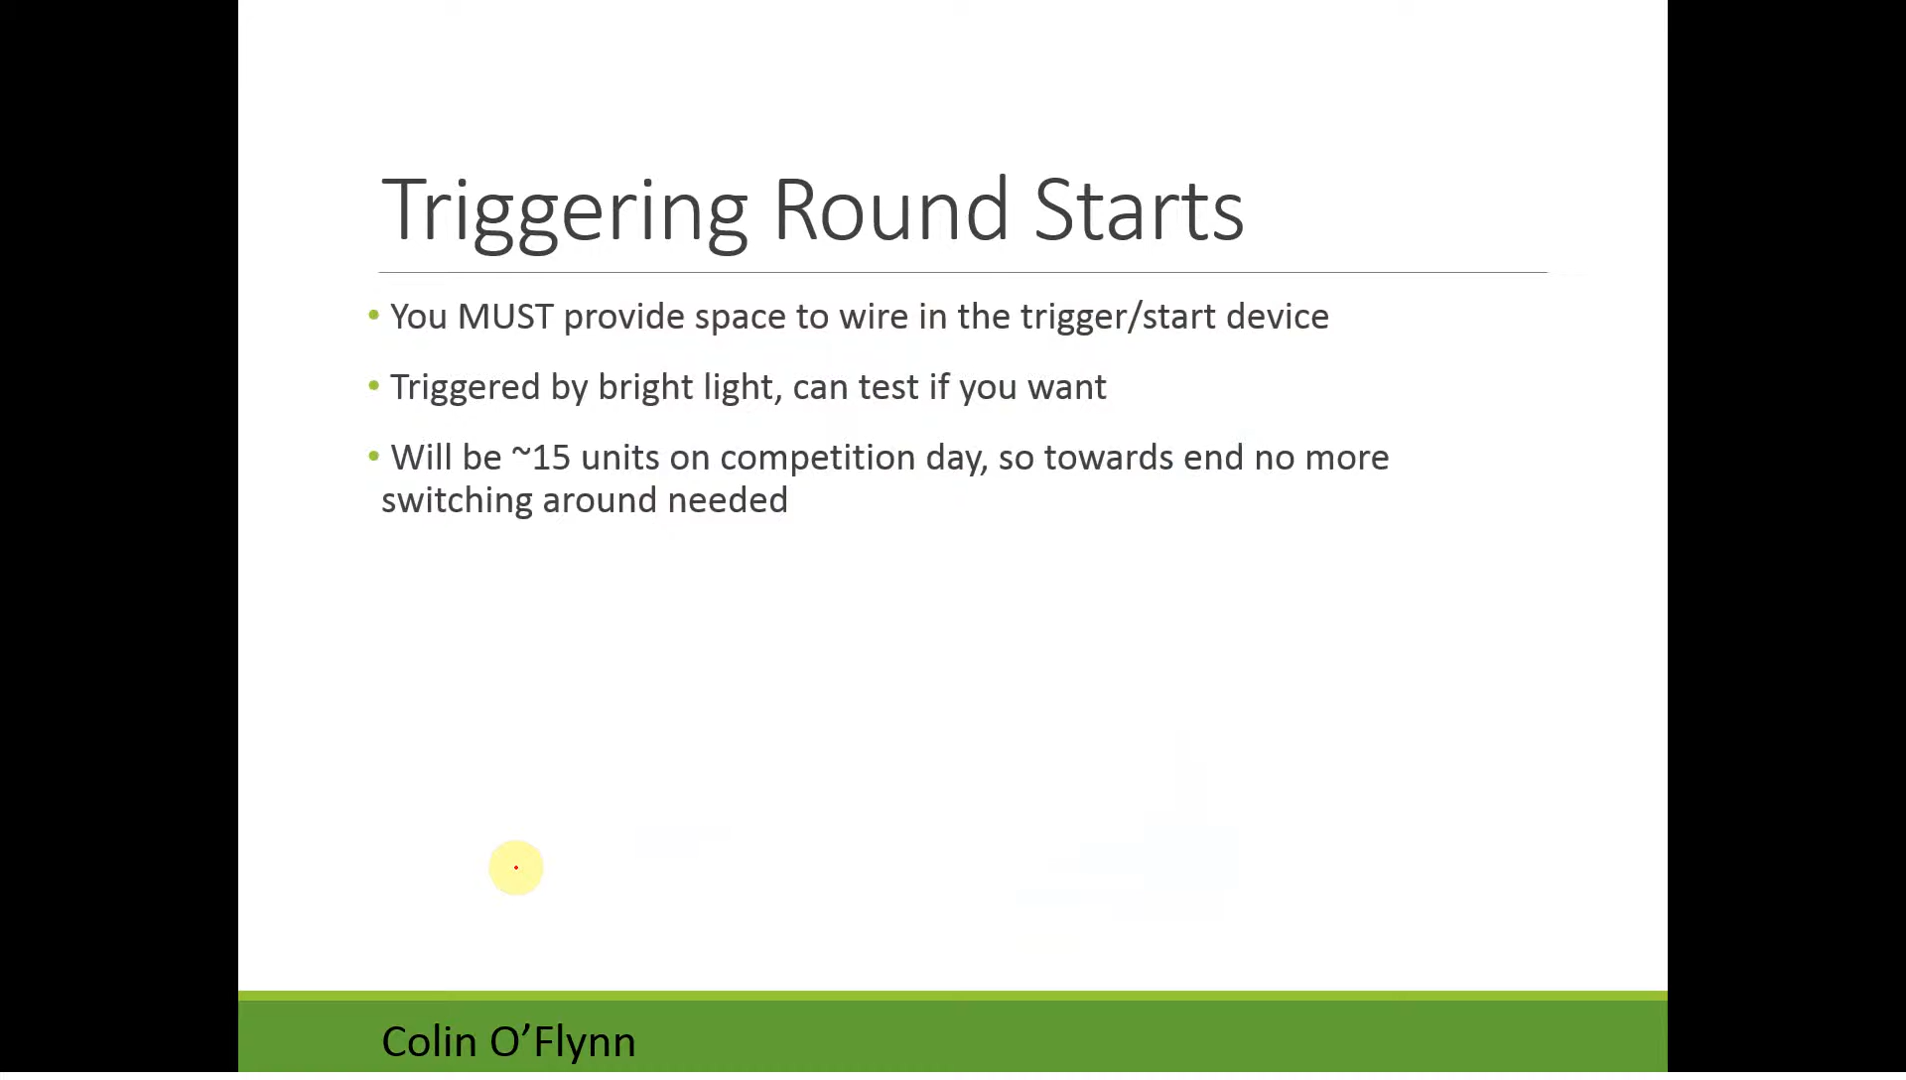 Triggering Round Starts
• You MUST provide space to wire in the trigger/start device
• Triggered by bright light, can test if you want
• Will be ~15 units on competition day, so towards end no more
switching around needed
Colin O’Flynn